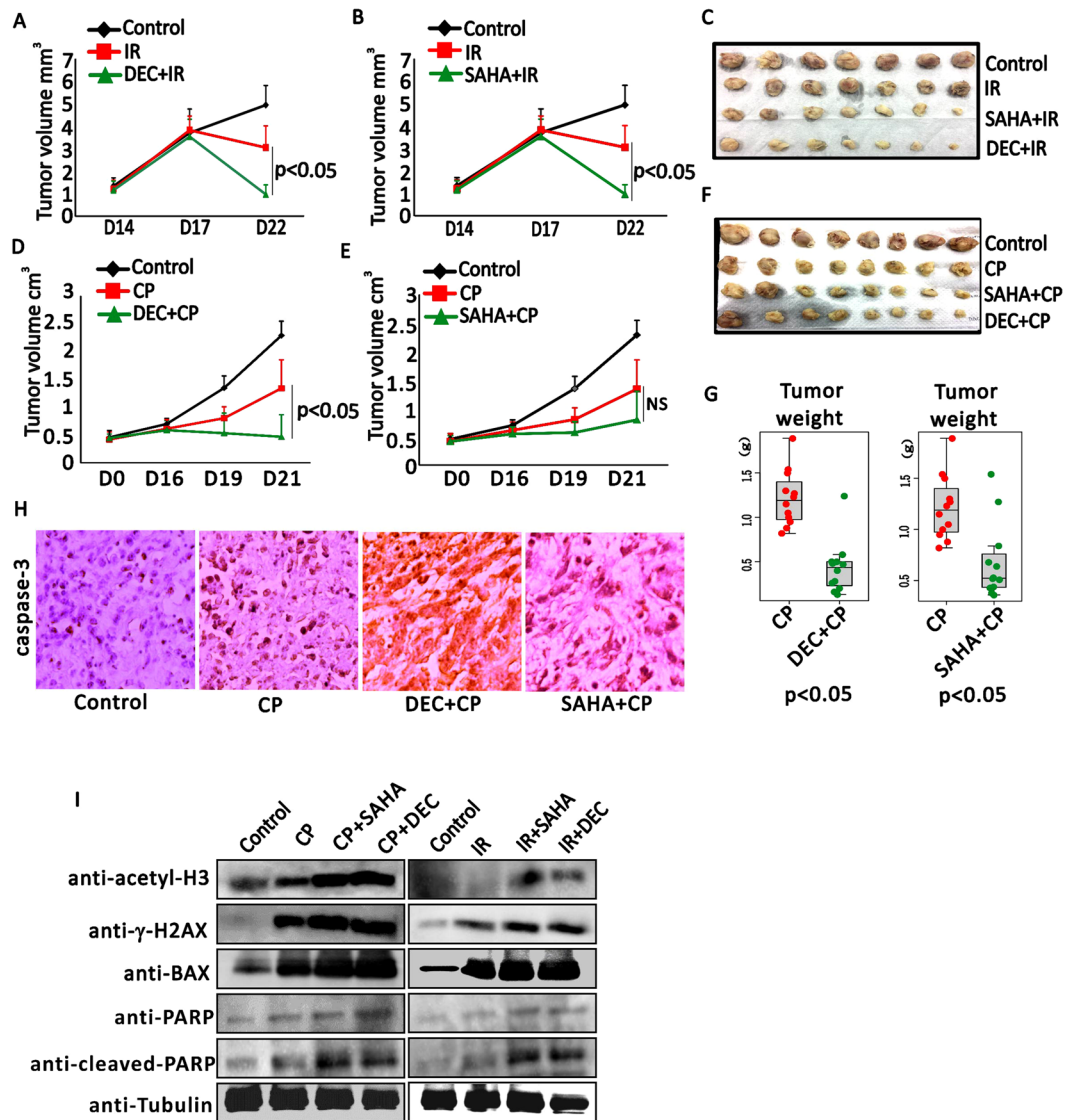 A
Control
IR
DEC+IR
Tumor volume mm³
7
6
5
4
3
2
1
0
p<0.05
D14 D17 D22
B
Control
IR
SAHA+IR
Tumor volume mm³
7
6
5
4
3
2
1
0
p<0.05
D14 D17 D22
C
Control
IR
SAHA+IR
DEC+IR
D
Control
CP
DEC+CP
Tumor volume cm³
3
2.5
2
1.5
1
0.5
0
p<0.05
D0 D16 D19 D21
E
Control
CP
SAHA+CP
Tumor volume cm³
3
2.5
2
1.5
1
0.5
0
NS
D0 D16 D19 D21
F
Control
CP
SAHA+CP
DEC+CP
G
Tumor
weight
(g)
1.5
1.0
0.5
CP
DEC+CP
p<0.05
Tumor
weight
(g)
1.5
1.0
0.5
CP
SAHA+CP
p<0.05
H
caspase-3
Control CP DEC+CP SAHA+CP
I
Control CP CP+SAHA CP+DEC Control IR IR+SAHA IR+DEC
anti-acetyl-H3
anti-γ-H2AX
anti-BAX
anti-PARP
anti-cleaved-PARP
anti-Tubulin